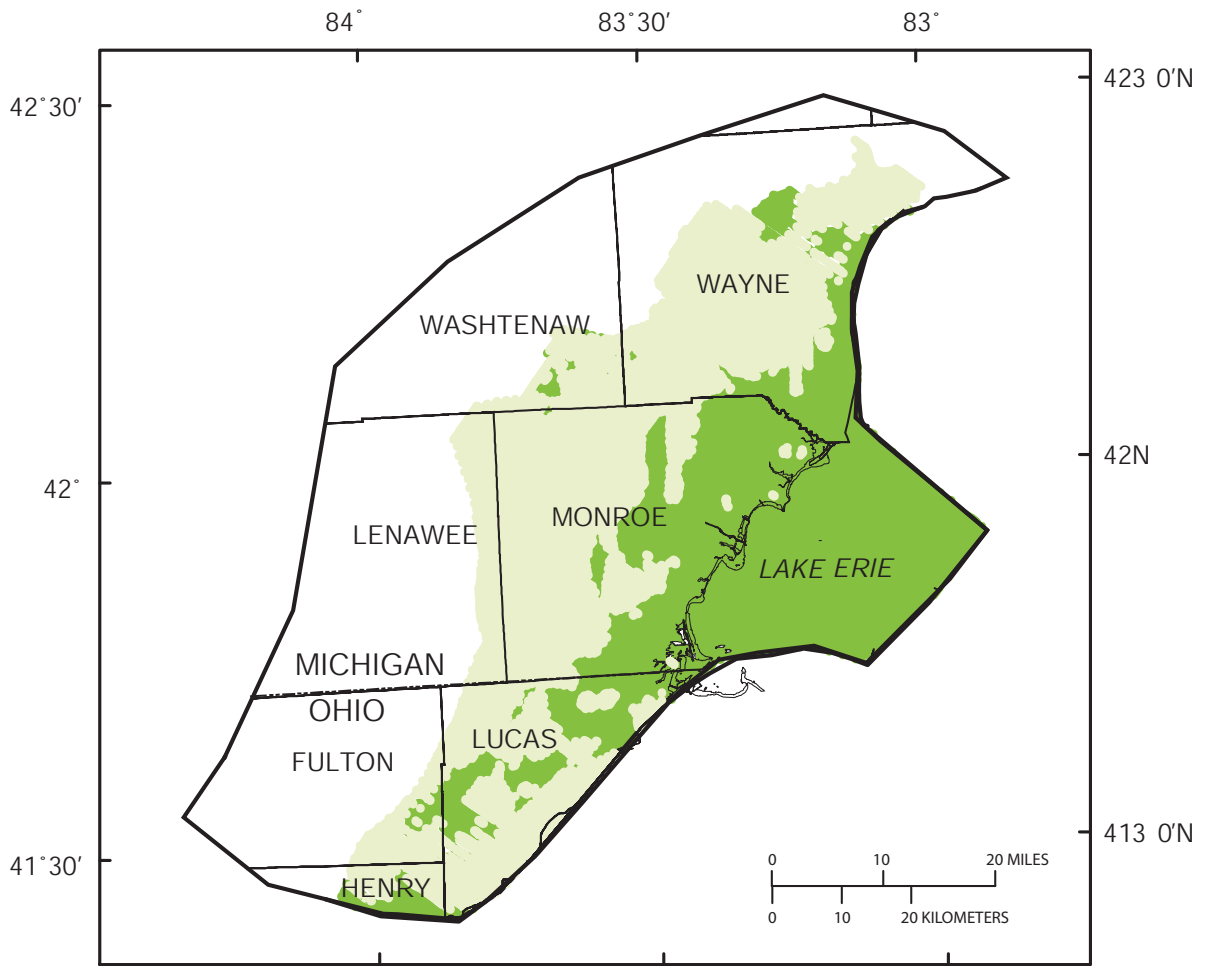 84˚
83˚30'
83˚
42˚30'
423 0'N
WAYNE
WASHTENAW
42N
42˚
MONROE
LENAWEE
LAKE ERIE
MICHIGAN
OHIO
LUCAS
FULTON
413 0'N
41˚30'
0 10 20 MILES
HENRY
0 10 20 KILOMETERS